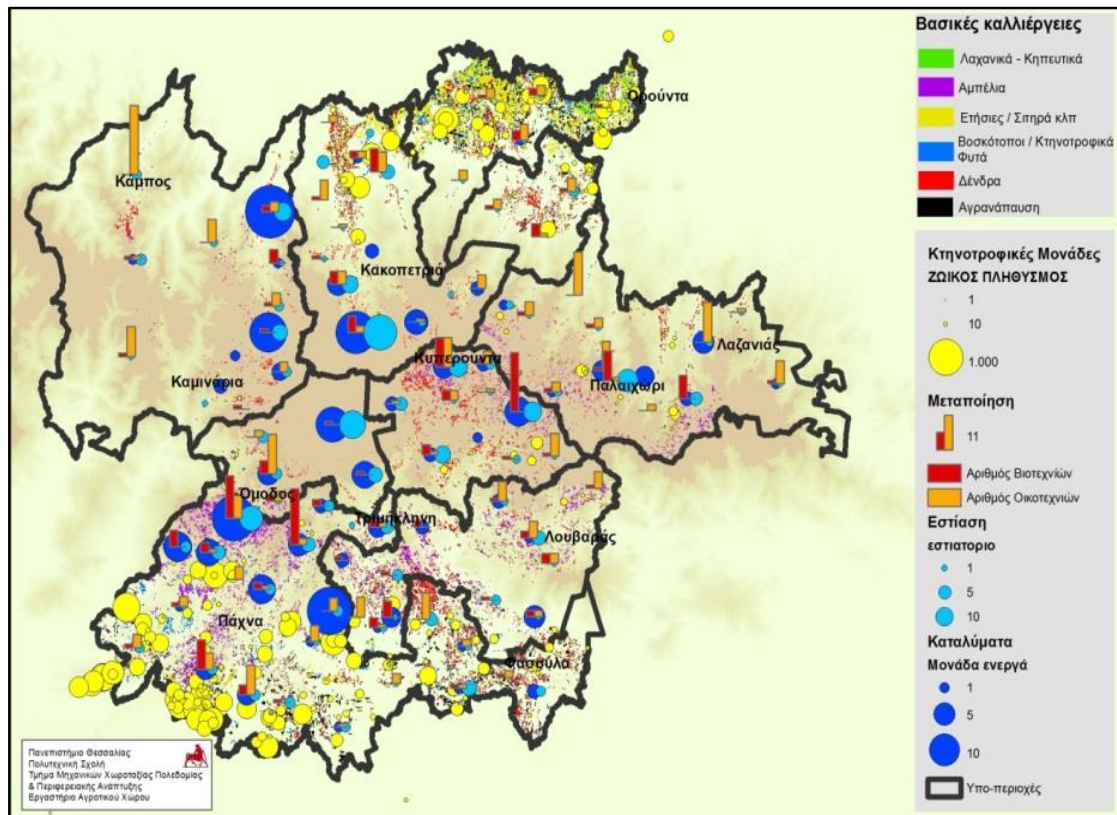 Ορούντα
Κάμπος
Κακοπετριά
Λαζανιάς
Κυπερούντα
Παλαιχώρι
Καμινάρια
Όμοδος
Τριμήκληνη
Λουβαράς
Πάχνα
Φασούλα
Πανεπιστήμιο Θεσσαλίας
Πολυτεχνική Σχολή
Τμήμα Μηχανικών Χωροταξίας Πολεοδομίας
& Περιφερειακής Ανάπτυξης
Εργαστήριο Αγροτικού Χώρου
Βασικές καλλιέργειες
Λαχανικά - Κηπευτικά
Αμπέλια
Ετήσιες / Σιτηρά κλπ
Βοσκότοποι / Κτηνοτροφικά
Φυτά
Δένδρα
Αγρανάπαυση
Κτηνοτροφικές Μονάδες
ΖΩΙΚΟΣ ΠΛΗΘΥΣΜΟΣ
1
10
1.000
Μεταποίηση
11
Αριθμός Βιοτεχνίων
Αριθμός Οικοτεχνιών
Εστίαση
εστιατοριο
1
5
10
Καταλύματα
Μονάδα ενεργά
1
5
10
Υπο-περιοχές